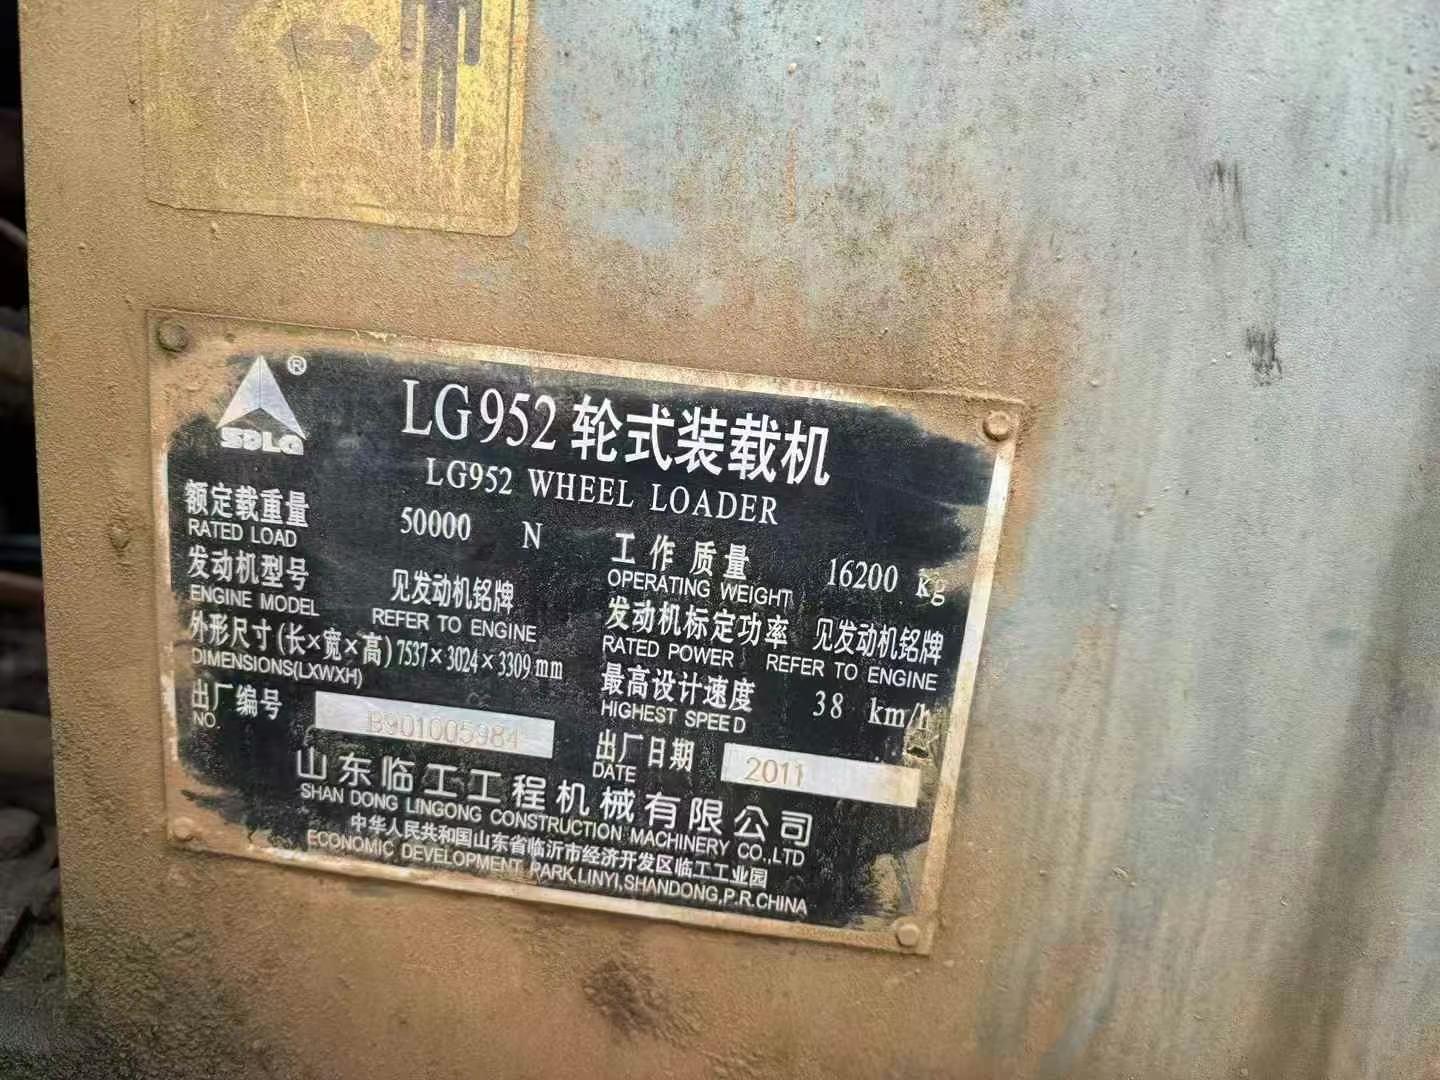 ®
SDLG
LG952 轮式装载机
LG952 WHEEL LOADER
额定载重量 50000 N
RATED LOAD
工作质量 16200 kg
OPERATING WEIGHT
发动机型号 见发动机铭牌
ENGINE MODEL REFER TO ENGINE
发动机标定功率 见发动机铭牌
RATED POWER REFER TO ENGINE
外形尺寸(长×宽×高) 7537×3024×3309 mm
DIMENSIONS(LXWXH)
最高设计速度 38 km/h
HIGHEST SPEED
出厂编号 B901005984
NO.
出厂日期 2011
DATE
山东临工工程机械有限公司
SHAN DONG LINGONG CONSTRUCTION MACHINERY CO.,LTD
中华人民共和国山东省临沂市经济开发区临工工业园
ECONOMIC DEVELOPMENT PARK,LINYI,SHANDONG,P.R.CHINA